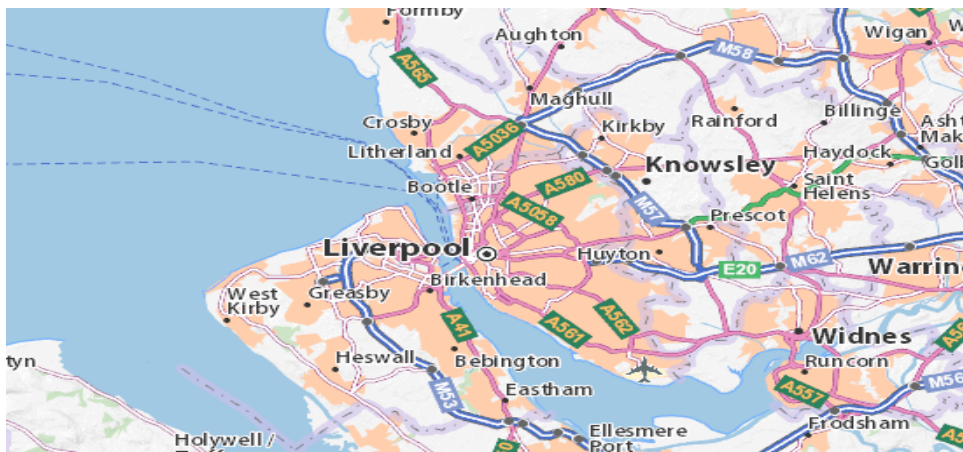 Formby
Aughton
Wigan
A565
M58
Maghull
Rainford
Billinge
Crosby
A5036
Kirkby
Litherland
Haydock
Knowsley
A580
Saint
Helens
Bootle
A5058
M57
Prescot
Liverpool
Huyton
E20
M62
Birkenhead
West
Kirby
Greasby
A41
A561
A562
Widnes
Heswall
Bebington
Runcorn
M53
Eastham
A557
M56
Holywell /
Ellesmere
Port
Frodsham